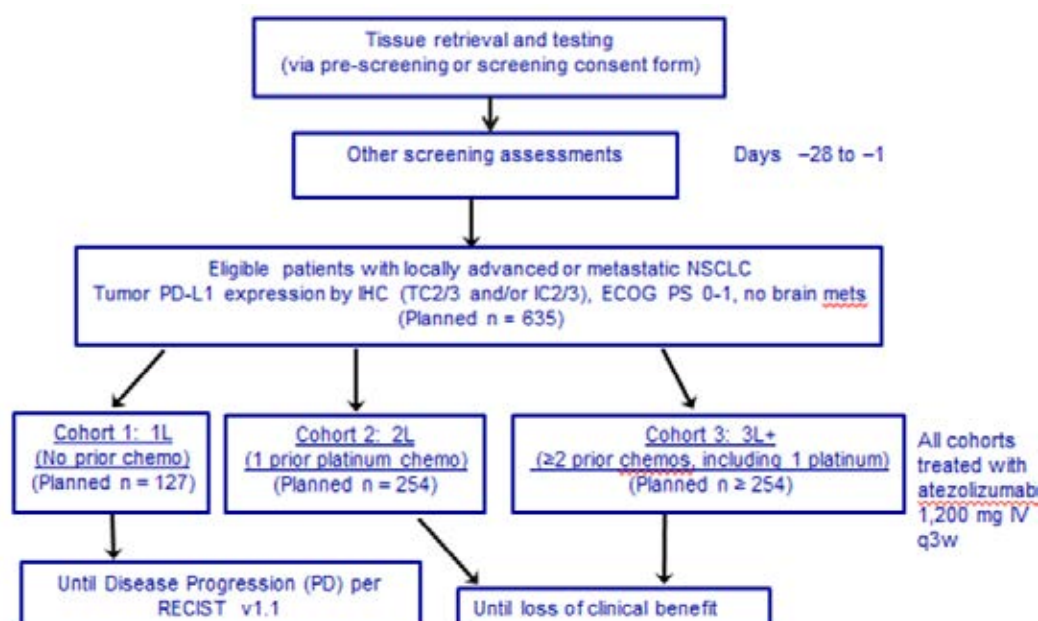 Tissue retrieval and testing
(via pre-screening or screening consent form)
Other screening assessments
Days –28 to –1
Eligible patients with locally advanced or metastatic NSCLC
Tumor PD-L1 expression by IHC (TC2/3 and/or IC2/3), ECOG PS 0-1, no brain mets
(Planned n = 635)
Cohort 1: 1L
(No prior chemo)
(Planned n = 127)
Cohort 2: 2L
(1 prior platinum chemo)
(Planned n = 254)
Cohort 3: 3L+
(≥2 prior chemos, including 1 platinum)
(Planned n ≥ 254)
All cohorts
treated with
atezolizumab
1,200 mg IV
q3w
Until Disease Progression (PD) per
RECIST v1.1
Until loss of clinical benefit